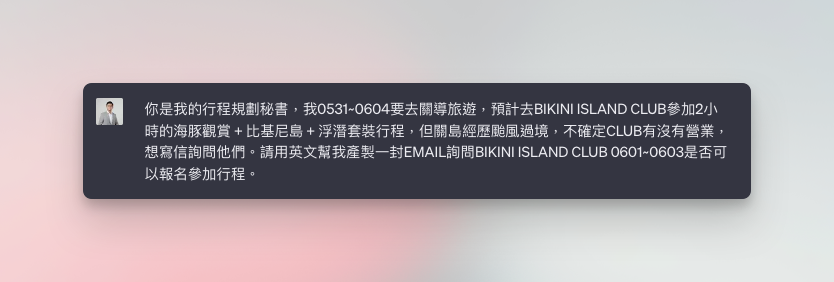 你是我的行程規劃秘書，我0531~0604要去關導旅遊，預計去BIKINI ISLAND CLUB參加2小
時的海豚觀賞 + 比基尼島 + 浮潛套裝行程，但關島經歷颱風過境，不確定CLUB有沒有營業，
想寫信詢問他們。請用英文幫我產製一封EMAIL詢問BIKINI ISLAND CLUB 0601~0603是否可
以報名參加行程。